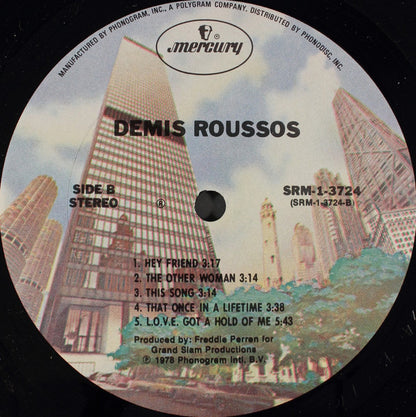 MANUFACTURED BY PHONOGRAM, INC., A POLYGRAM COMPANY. DISTRIBUTED BY PHONODISC, INC.
mercury ®
DEMIS ROUSSOS
SIDE B
STEREO
Ⓑ
SRM-1-3724
(SRM-1-3724-B)
1. HEY FRIEND 3:17
2. THE OTHER WOMAN 3:14
3. THIS SONG 3:14
4. THAT ONCE IN A LIFETIME 3:38
5. L.O.V.E. GOT A HOLD OF ME 5:43
Produced by: Freddie Perren for
Grand Slam Productions
℗ 1978 Phonogram Intl. B.V.